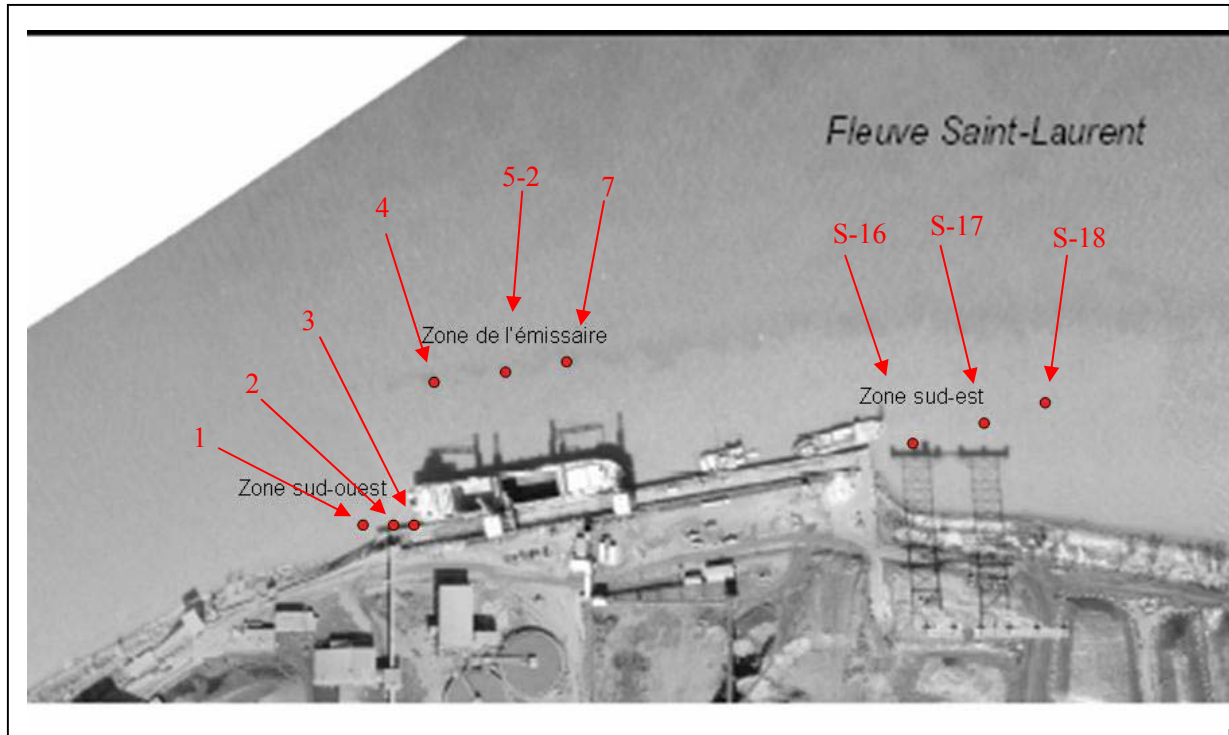 Fleuve Saint-Laurent
5-2
7
4
S-16
S-17
S-18
Zone de l'émissaire
3
Zone sud-est
2
1
Zone sud-ouest